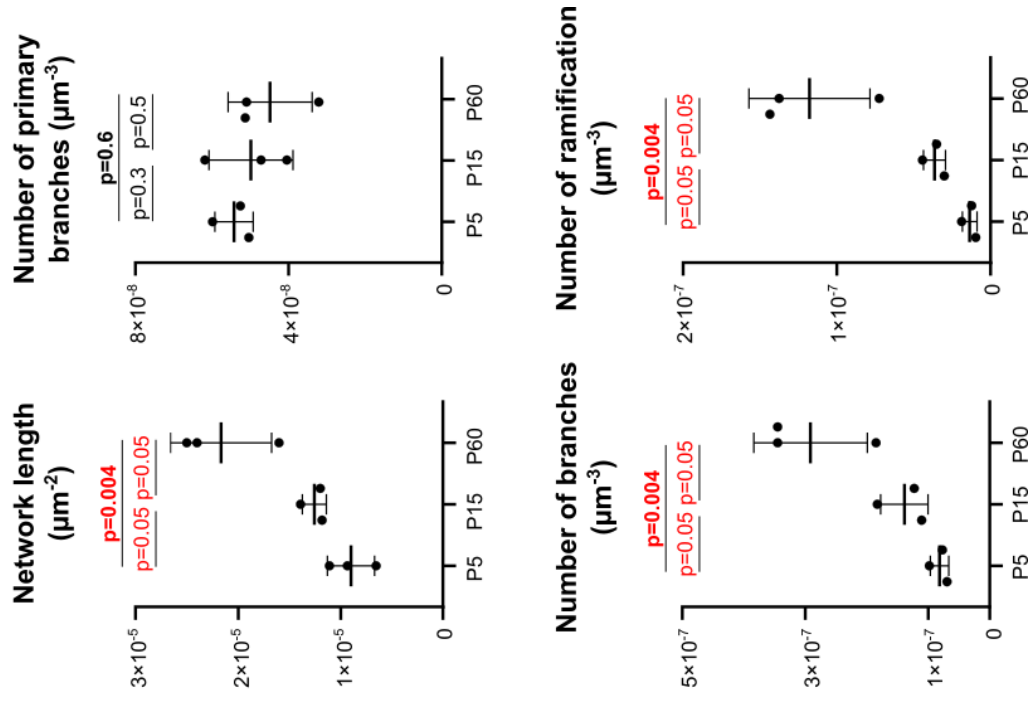 Network length
(µm⁻²)
p=0.004
p=0.05 p=0.05
3×10⁻⁵
2×10⁻⁵
1×10⁻⁵
0
P5 P15 P60
Number of primary
branches (µm⁻³)
p=0.6
p=0.3 p=0.5
8×10⁻⁸
4×10⁻⁸
0
P5 P15 P60
Number of branches
(µm⁻³)
p=0.004
p=0.05 p=0.05
5×10⁻⁷
3×10⁻⁷
1×10⁻⁷
0
P5 P15 P60
Number of ramification
(µm⁻³)
p=0.004
p=0.05 p=0.05
2×10⁻⁷
1×10⁻⁷
0
P5 P15 P60